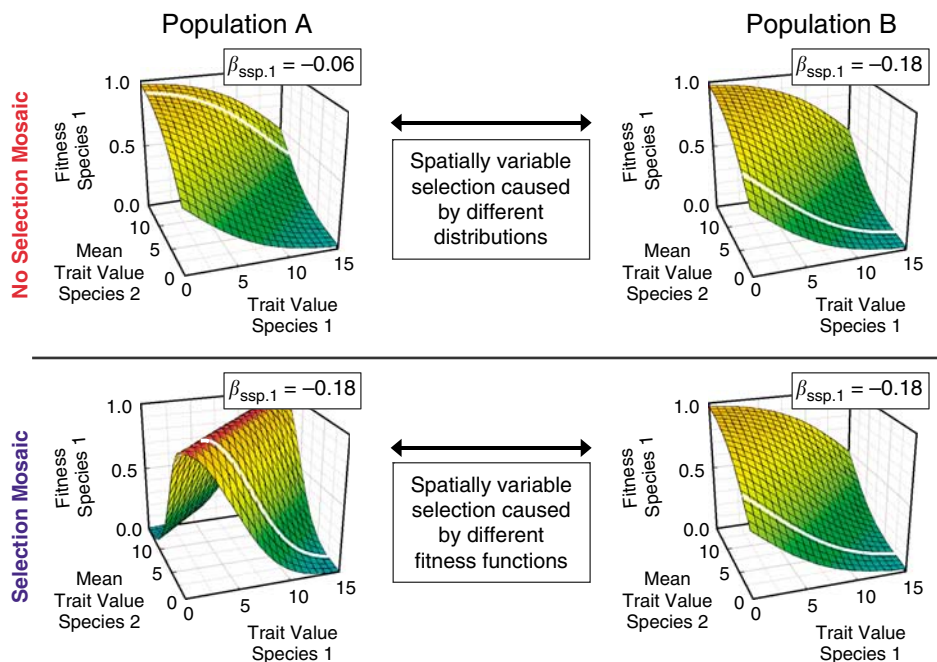 Population A
Population B
No Selection Mosaic
βssp.1 = –0.06
1.0
0.5
0.0
Fitness
Species 1
10
5
0
Mean
Trait Value
Species 2
0
5
10
15
Trait Value
Species 1
Spatially variable
selection caused
by different
distributions
βssp.1 = –0.18
1.0
0.5
0.0
Fitness
Species 1
10
5
0
Mean
Trait Value
Species 2
0
5
10
15
Trait Value
Species 1
Selection Mosaic
βssp.1 = –0.18
1.0
0.5
0.0
Fitness
Species 1
10
5
0
Mean
Trait Value
Species 2
0
5
10
15
Trait Value
Species 1
Spatially variable
selection caused
by different
fitness functions
βssp.1 = –0.18
1.0
0.5
0.0
Fitness
Species 1
10
5
0
Mean
Trait Value
Species 2
0
5
10
15
Trait Value
Species 1